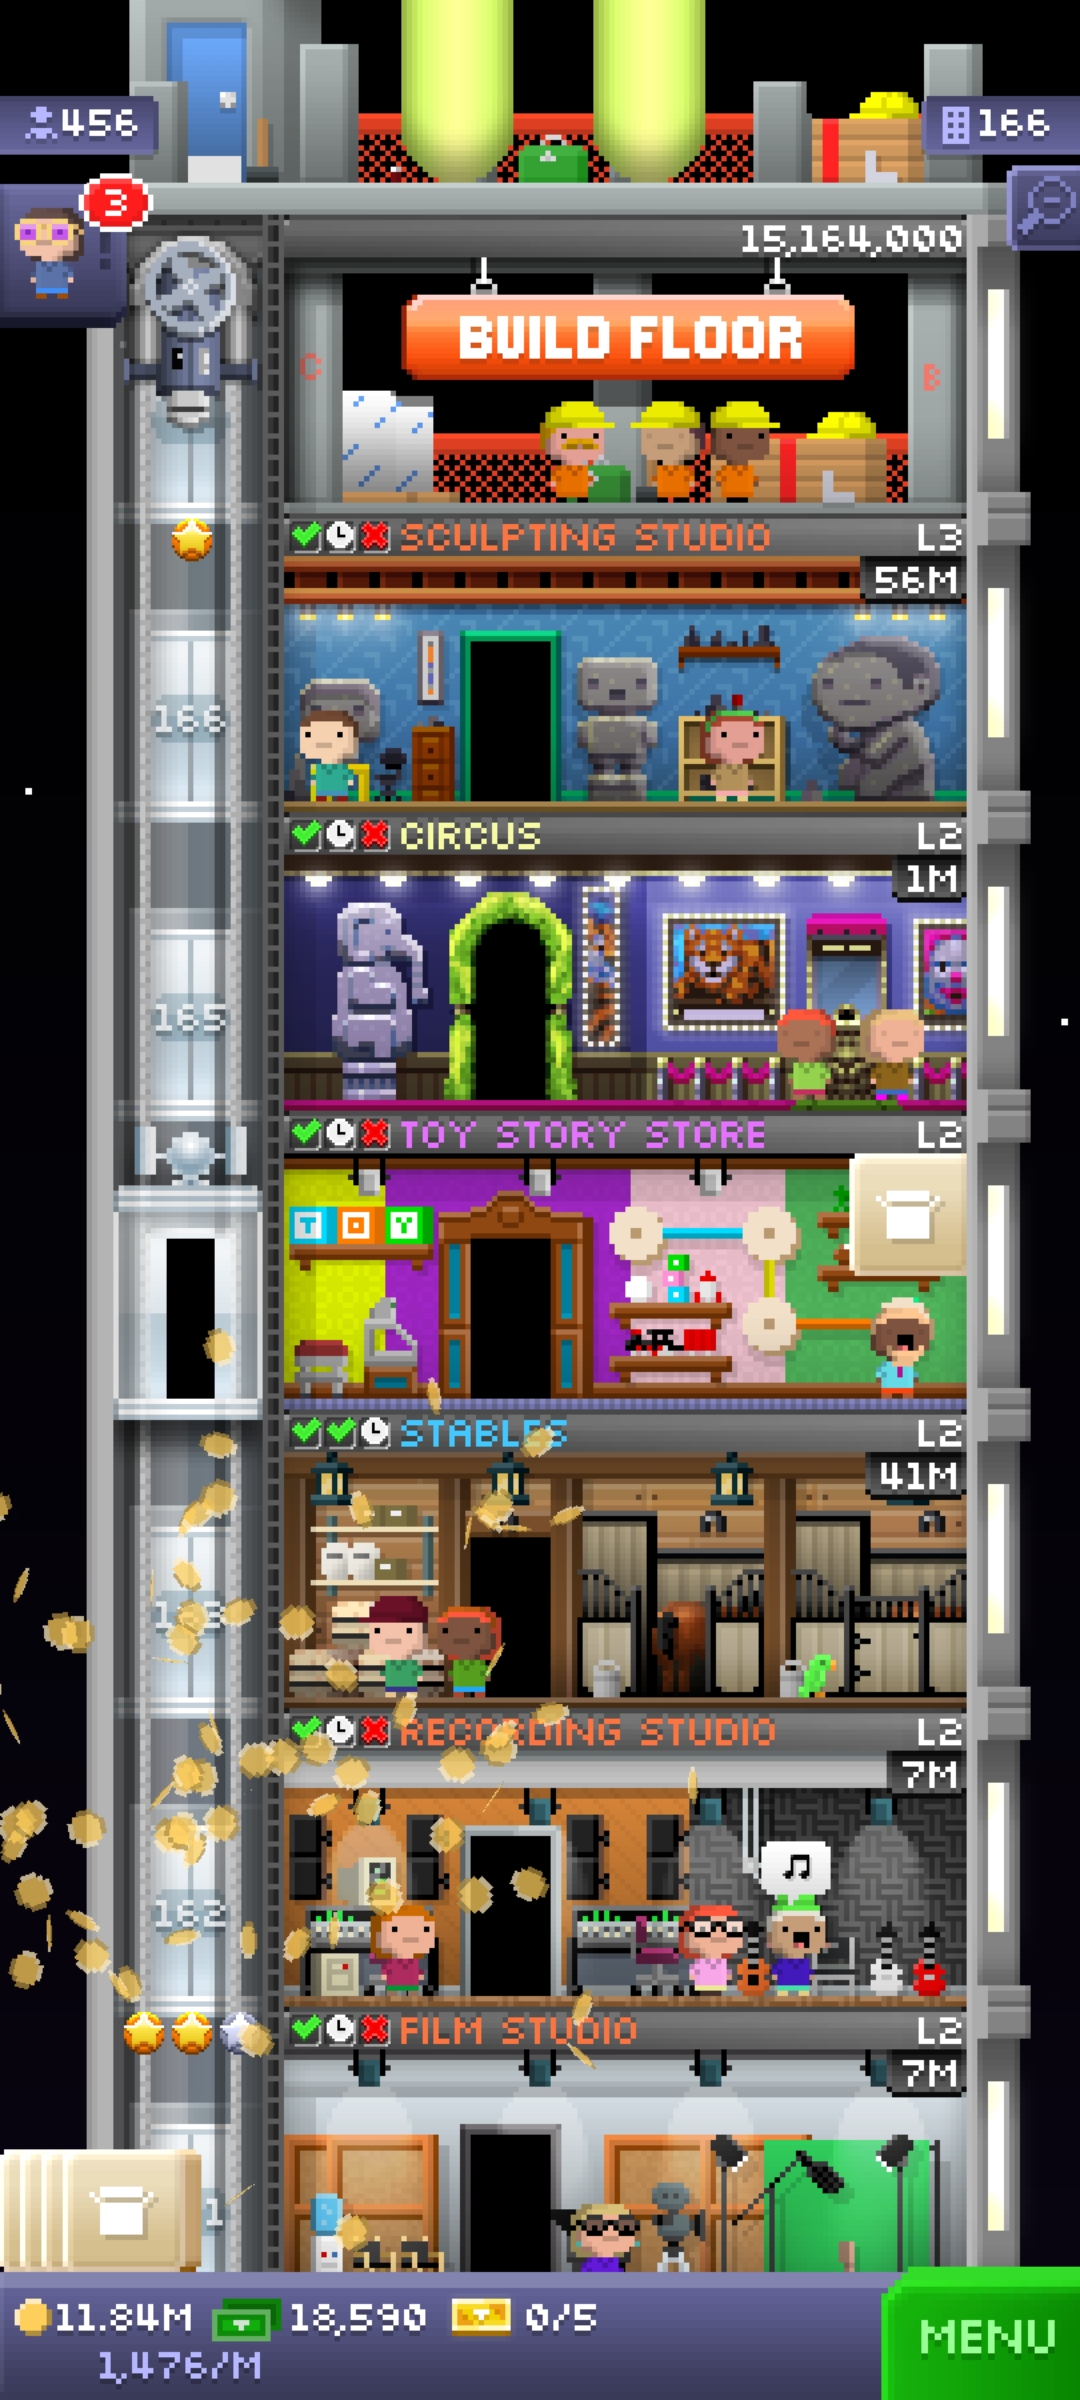 456
166
3
15,164,000
BUILD FLOOR
C
B
SCULPTING STUDIO L3
56M
166
CIRCUS L2
1M
165
TOY STORY STORE L2
TOY
STABLES L2
41M
163
RECORDING STUDIO L2
7M
162
FILM STUDIO L2
7M
1
11.84M 18,590 0/5
MENU
1,476/M